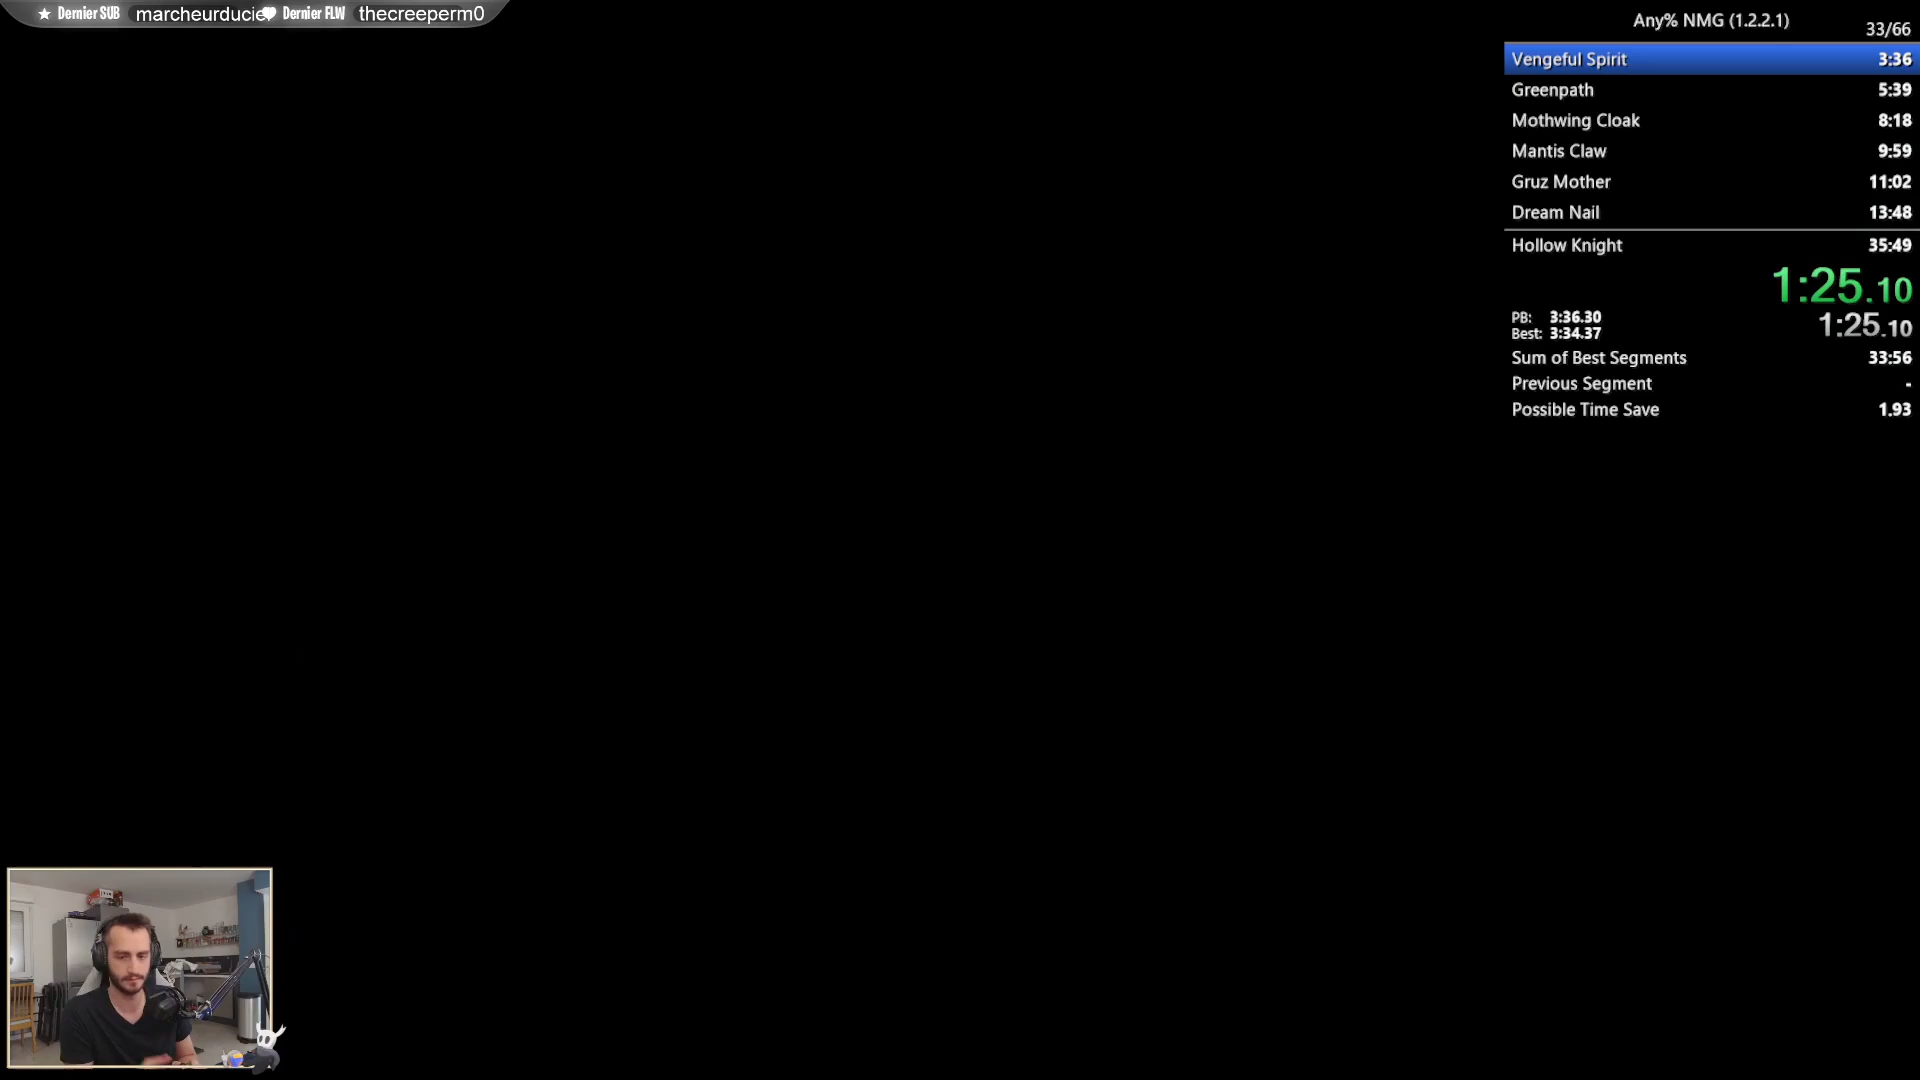 ★ Dernier SUB marcheurducie Dernier FLW thecreeperm0
Any% NMG (1.2.2.1)
33/66
Vengeful Spirit 3:36
Greenpath 5:39
Mothwing Cloak 8:18
Mantis Claw 9:59
Gruz Mother 11:02
Dream Nail 13:48
Hollow Knight 35:49
1:25.10
PB: 3:36.30
1:25.10
Best: 3:34.37
Sum of Best Segments 33:56
Previous Segment -
Possible Time Save 1.93